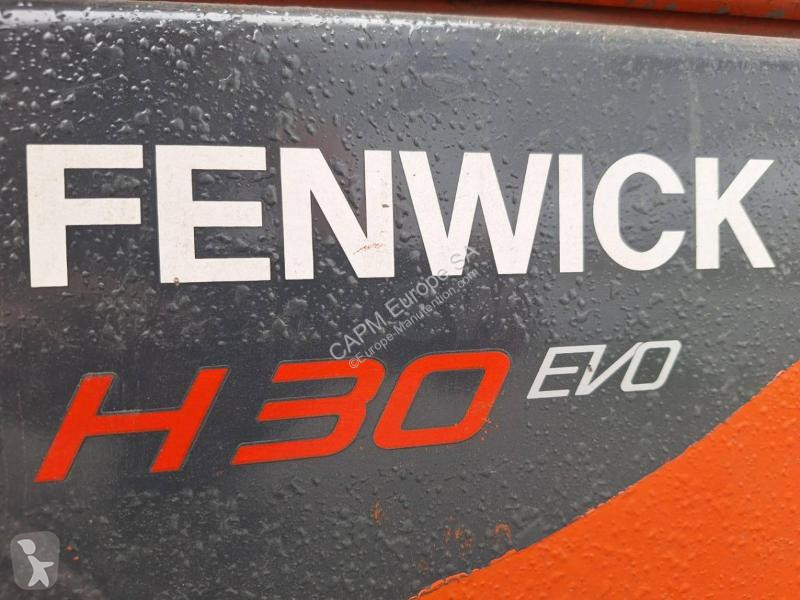 FENWICK
H 30 EVO
CAPM Europe SA
©Europe-Manutention.com